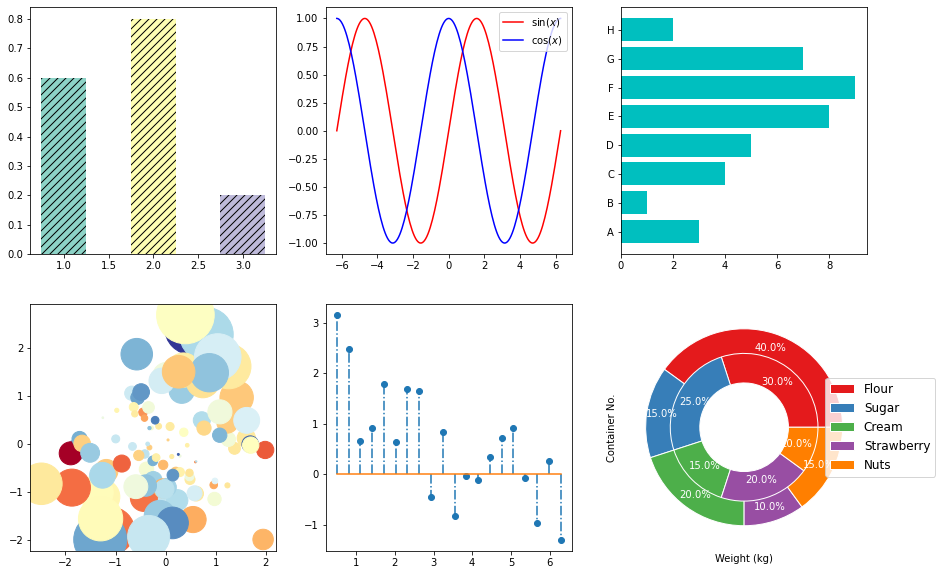 0.8
0.7
0.6
0.5
0.4
0.3
0.2
0.1
0.0
1.0 1.5 2.0 2.5 3.0
1.00
0.75
0.50
0.25
0.00
−0.25
−0.50
−0.75
−1.00
−6 −4 −2 0 2 4 6
sin(x)
cos(x)
H
G
F
E
D
C
B
A
0 2 4 6 8
2
1
0
−1
−2
−2 −1 0 1 2
3
2
1
0
−1
1 2 3 4 5 6
Container No.
40.0%
30.0%
15.0%
25.0%
20.0%
15.0%
10.0%
20.0%
15.0%
10.0%
Flour
Sugar
Cream
Strawberry
Nuts
Weight (kg)